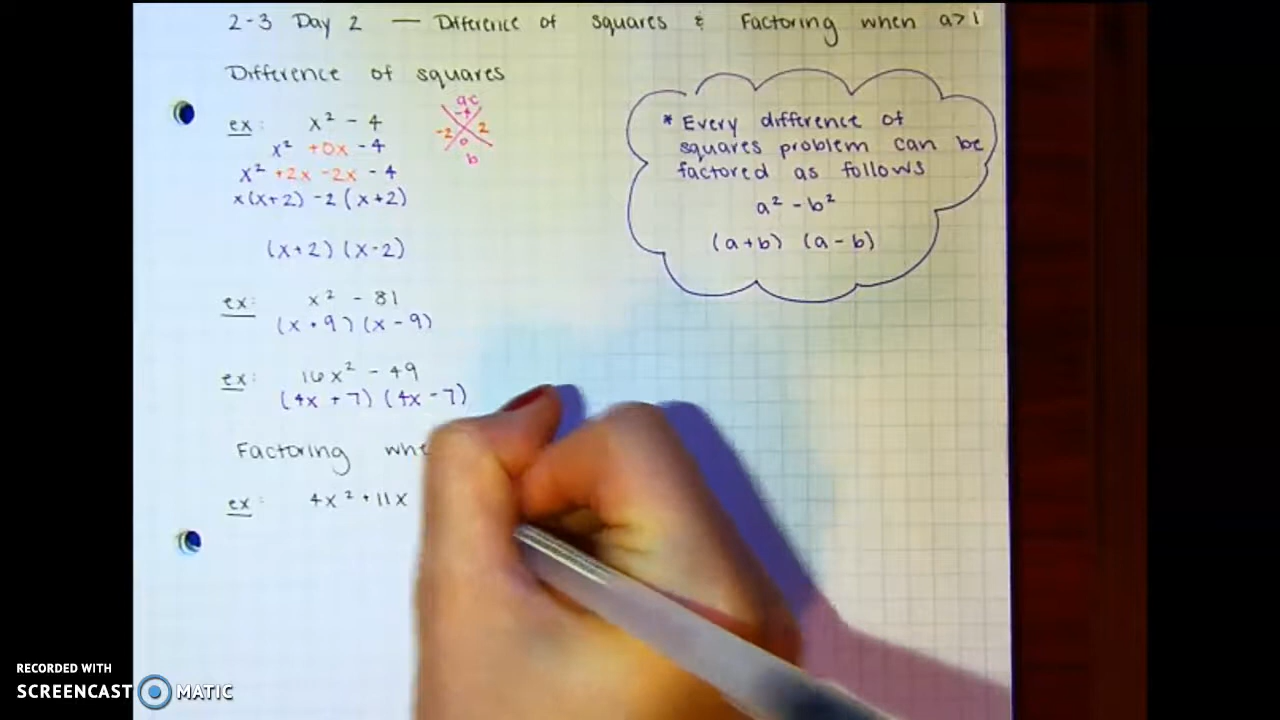 2-3 Day 2 — Difference of squares & Factoring when a>1
Difference of squares
ex: x² - 4
x² +0x -4
x² +2x -2x - 4
x(x+2) -2(x+2)
(x+2)(x-2)
ac
-4
-2 2
0
b
* Every difference of
squares problem can be
factored as follows
a² - b²
(a+b) (a-b)
ex: x² - 81
(x+9)(x-9)
ex: 16x² - 49
(4x +7)(4x -7)
Factoring
ex: 4x² + 11x
RECORDED WITH
SCREENCAST MATIC